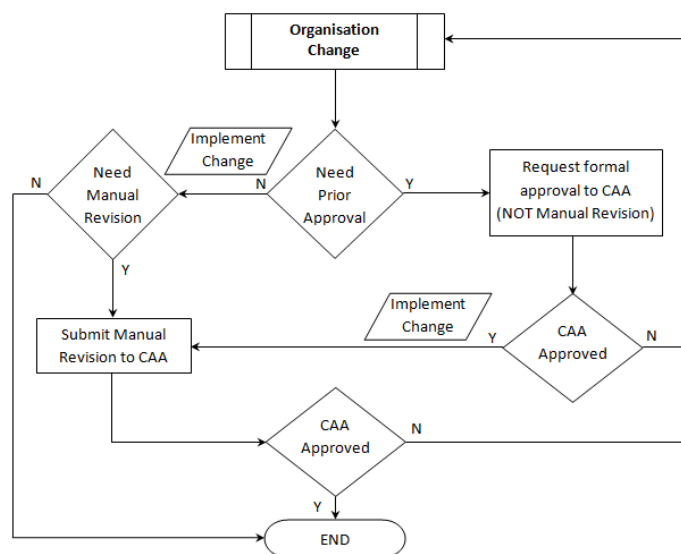 Organisation
Change
Implement
Change
Need
Manual
Revision
N
N
Need
Prior
Approval
Y
Request formal
approval to CAA
(NOT Manual Revision)
Y
Implement
Change
Submit Manual
Revision to CAA
Y
CAA
Approved
N
CAA
Approved
N
Y
END